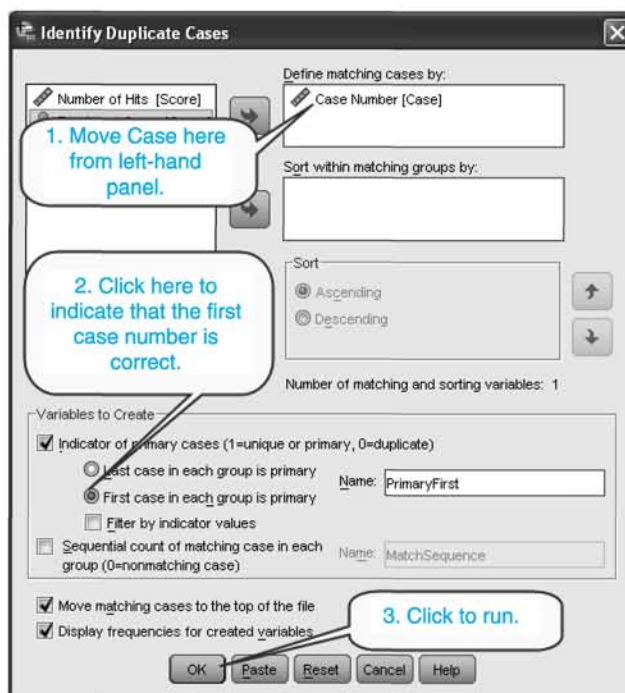 Identify Duplicate Cases
Define matching cases by:
Number of Hits [Score]
Case Number [Case]
1. Move Case here
from left-hand
panel.
Sort within matching groups by:
2. Click here to
indicate that the first
case number is
correct.
Sort
Ascending
Descending
Number of matching and sorting variables: 1
Variables to Create
Indicator of primary cases (1=unique or primary, 0=duplicate)
Last case in each group is primary
First case in each group is primary
Name: PrimaryFirst
Filter by indicator values
Sequential count of matching case in each
group (0=nonmatching case)
Name: MatchSequence
Move matching cases to the top of the file
Display frequencies for created variables
3. Click to run.
OK
Paste
Reset
Cancel
Help